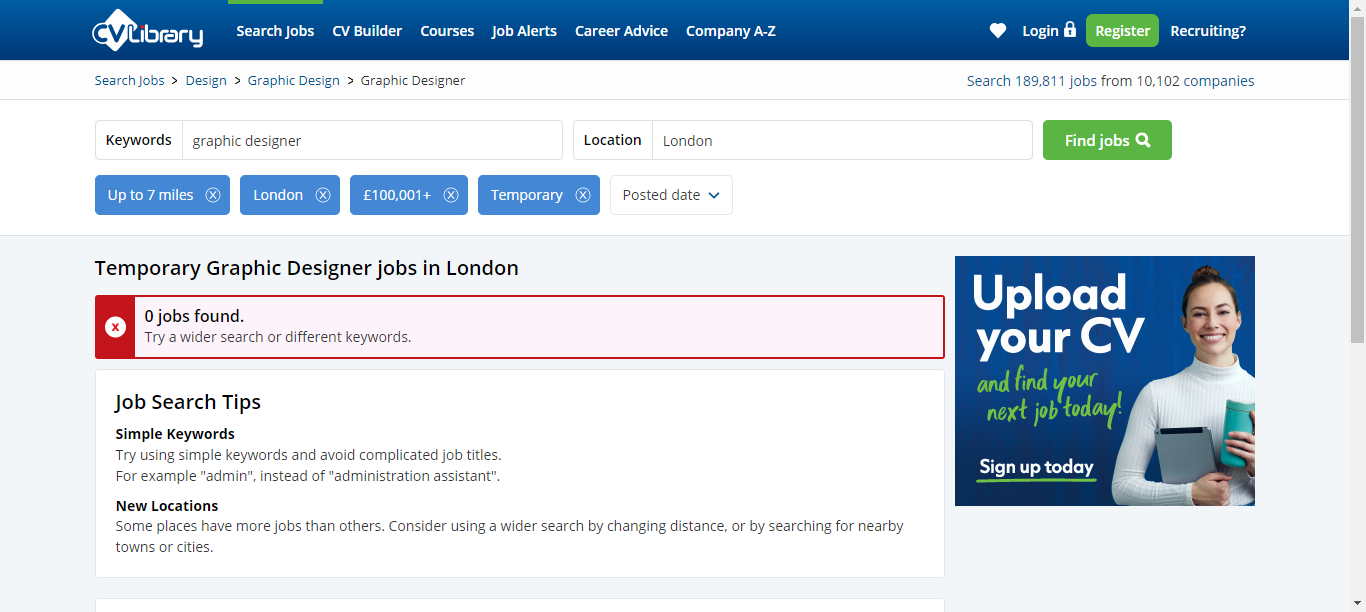 CVLibrary
Search Jobs CV Builder Courses Job Alerts Career Advice Company A-Z Login Register Recruiting?
Search Jobs > Design > Graphic Design > Graphic Designer
Search 189,811 jobs from 10,102 companies
Keywords graphic designer Location London Find jobs
Up to 7 miles London £100,001+ Temporary Posted date
Temporary Graphic Designer jobs in London
x 0 jobs found.
Try a wider search or different keywords.
Job Search Tips
Simple Keywords
Try using simple keywords and avoid complicated job titles.
For example "admin", instead of "administration assistant".
New Locations
Some places have more jobs than others. Consider using a wider search by changing distance, or by searching for nearby
towns or cities.
Upload
your CV
and find your
next job today!
Sign up today